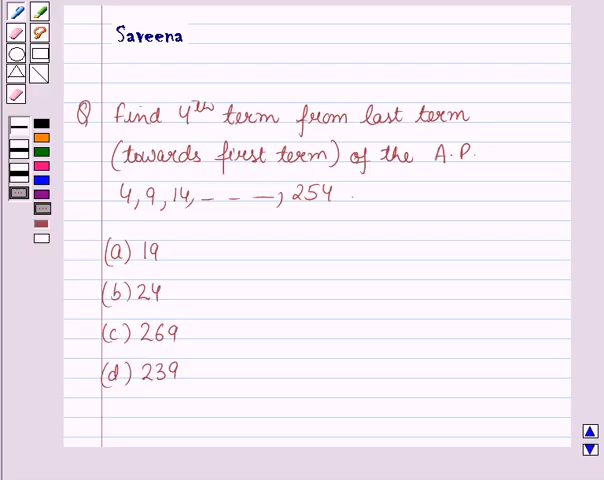 Saveena
Q Find 4th term from last term
(towards first term) of the A.P.
4, 9, 14, - - -, 254 .
(a) 19
(b) 24
(c) 269
(d) 239